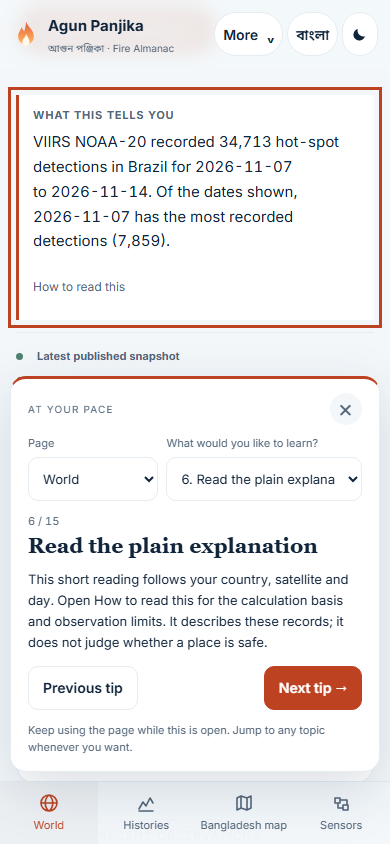 Agun Panjika
আগুন পঞ্জিকা · Fire Almanac
More
বাংলা
WHAT THIS TELLS YOU
VIIRS NOAA-20 recorded 34,713 hot-spot
detections in Brazil for 2026-11-07
to 2026-11-14. Of the dates shown,
2026-11-07 has the most recorded
detections (7,859).
How to read this
Latest published snapshot
AT YOUR PACE
Page
What would you like to learn?
World
6. Read the plain explana
6 / 15
Read the plain explanation
This short reading follows your country, satellite and
day. Open How to read this for the calculation basis
and observation limits. It describes these records; it
does not judge whether a place is safe.
Previous tip
Next tip →
Keep using the page while this is open. Jump to any topic
whenever you want.
World
Histories
Bangladesh map
Sensors